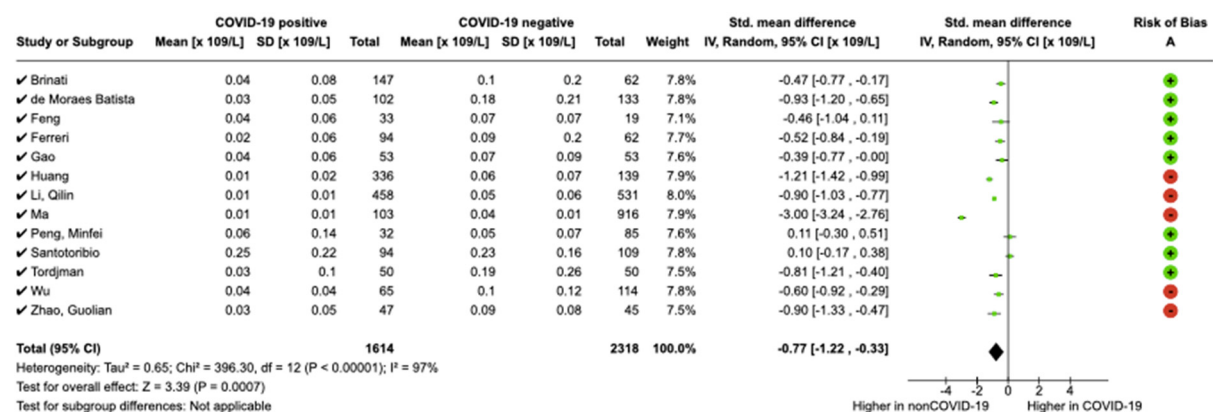 COVID-19 positive COVID-19 negative Std. mean difference Std. mean difference Risk of Bias
Study or Subgroup Mean [x 109/L] SD [x 109/L] Total Mean [x 109/L] SD [x 109/L] Total Weight IV, Random, 95% CI [x 109/L] IV, Random, 95% CI [x 109/L] A
✔ Brinati 0.04 0.08 147 0.1 0.2 62 7.8% -0.47 [-0.77 , -0.17] +
✔ de Moraes Batista 0.03 0.05 102 0.18 0.21 133 7.8% -0.93 [-1.20 , -0.65] +
✔ Feng 0.04 0.06 33 0.07 0.07 19 7.1% -0.46 [-1.04 , 0.11] +
✔ Ferreri 0.02 0.06 94 0.09 0.2 62 7.8% -0.52 [-0.84 , -0.19] +
✔ Gao 0.04 0.06 53 0.07 0.09 53 7.6% -0.39 [-0.77 , -0.00] +
✔ Huang 0.01 0.02 336 0.06 0.07 139 7.9% -1.21 [-1.42 , -0.99] -
✔ Li, Qilin 0.01 0.01 458 0.05 0.06 531 8.0% -0.90 [-1.03 , -0.77] -
✔ Ma 0.01 0.01 103 0.04 0.01 916 7.9% -3.00 [-3.24 , -2.76] -
✔ Peng, Minfei 0.06 0.14 32 0.05 0.07 85 7.6% 0.11 [-0.30 , 0.51] +
✔ Santotoribio 0.25 0.22 94 0.23 0.16 109 7.8% 0.10 [-0.17 , 0.38] +
✔ Tordjman 0.03 0.1 50 0.19 0.26 50 7.5% -0.81 [-1.21 , -0.40] +
✔ Wu 0.04 0.04 65 0.1 0.12 114 7.8% -0.60 [-0.92 , -0.29] -
✔ Zhao, Guolian 0.03 0.05 47 0.09 0.08 45 7.5% -0.90 [-1.33 , -0.47] -
Total (95% CI) 1614 2318 100.0% -0.77 [-1.22 , -0.33]
Heterogeneity: Tau² = 0.65; Chi² = 396.30, df = 12 (P < 0.00001); I² = 97%
Test for overall effect: Z = 3.39 (P = 0.0007)
-4 -2 0 2 4
Test for subgroup differences: Not applicable Higher in nonCOVID-19 Higher in COVID-19